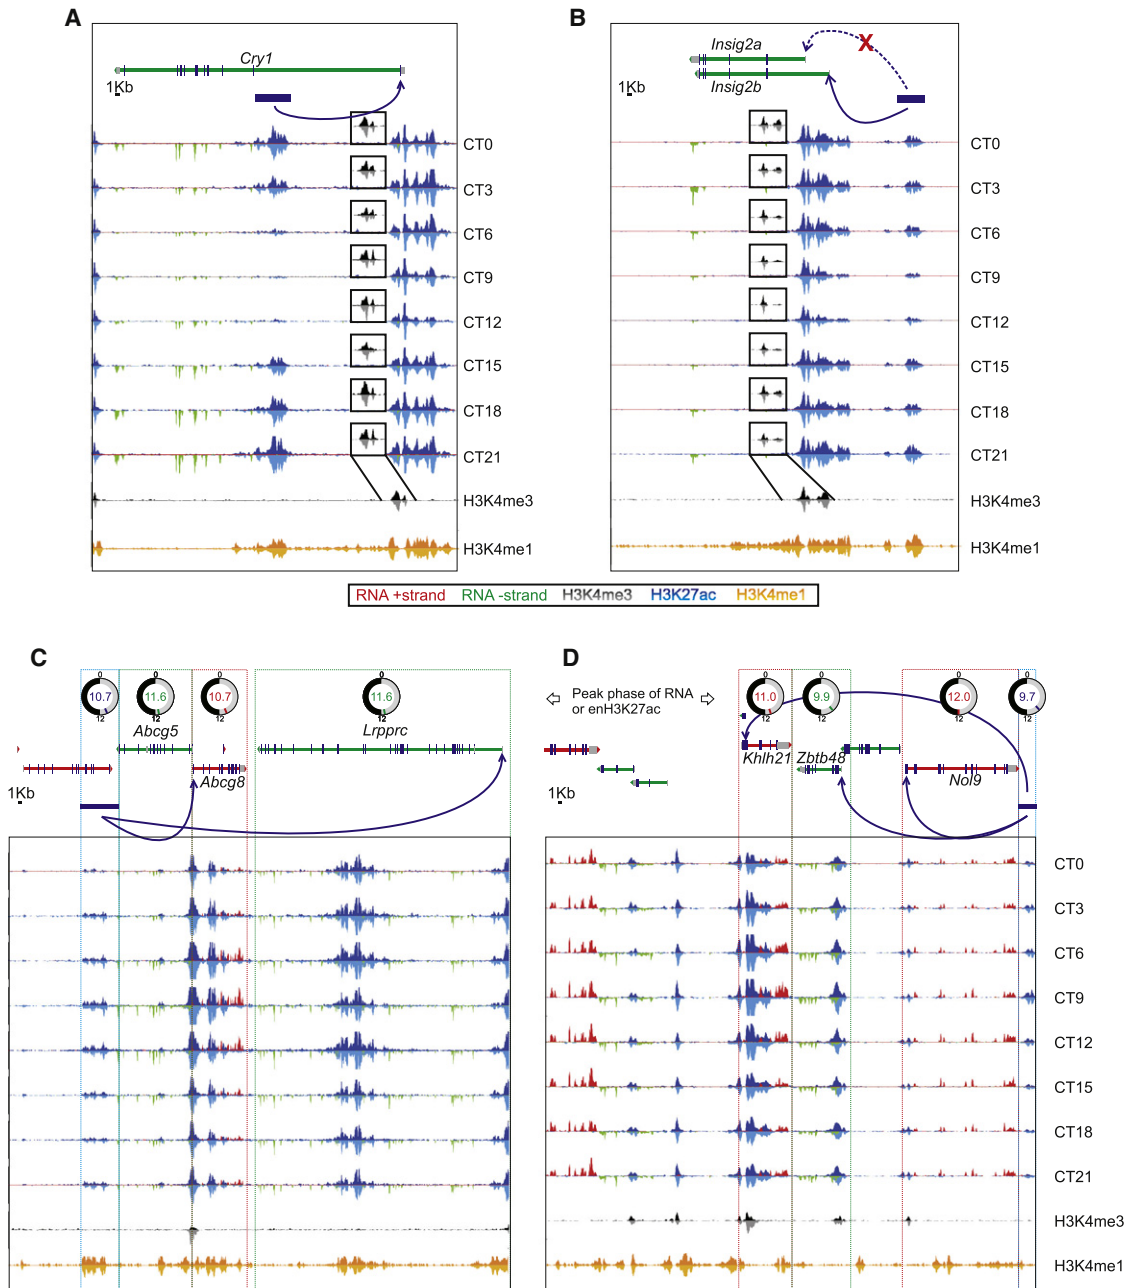 A
Cry1
1Kb
CT0
CT3
CT6
CT9
CT12
CT15
CT18
CT21
H3K4me3
H3K4me1
B
Insig2a
X
Insig2b
1Kb
CT0
CT3
CT6
CT9
CT12
CT15
CT18
CT21
H3K4me3
H3K4me1
RNA +strand RNA -strand H3K4me3 H3K27ac H3K4me1
C
0 0 0 0
10.7 11.6 10.7 11.6
12 12 12 12
Abcg5 Lrpprc
Abcg8
1Kb
D
Peak phase of RNA
or enH3K27ac
0 0 0 0
11.0 9.9 12.0 9.7
12 12 12 12
Khlh21 Zbtb48
Nol9
1Kb
CT0
CT3
CT6
CT9
CT12
CT15
CT18
CT21
H3K4me3
H3K4me1